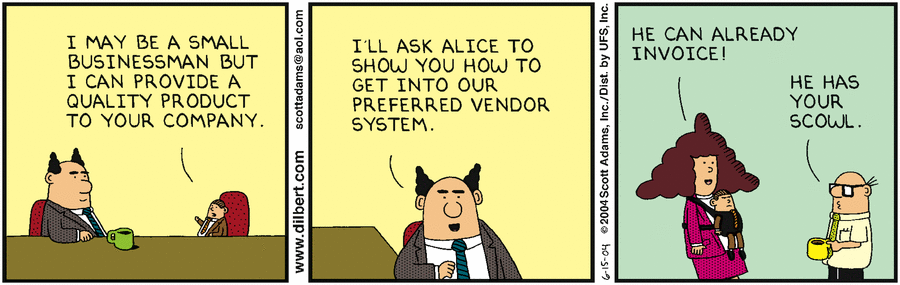 I MAY BE A SMALL
BUSINESSMAN BUT
I CAN PROVIDE A
QUALITY PRODUCT
TO YOUR COMPANY.
www.dilbert.com scottadams@aol.com
I'LL ASK ALICE TO
SHOW YOU HOW TO
GET INTO OUR
PREFERRED VENDOR
SYSTEM.
6-15-04 © 2004 Scott Adams, Inc./Dist. by UFS, Inc.
HE CAN ALREADY
INVOICE!
HE HAS
YOUR
SCOWL.